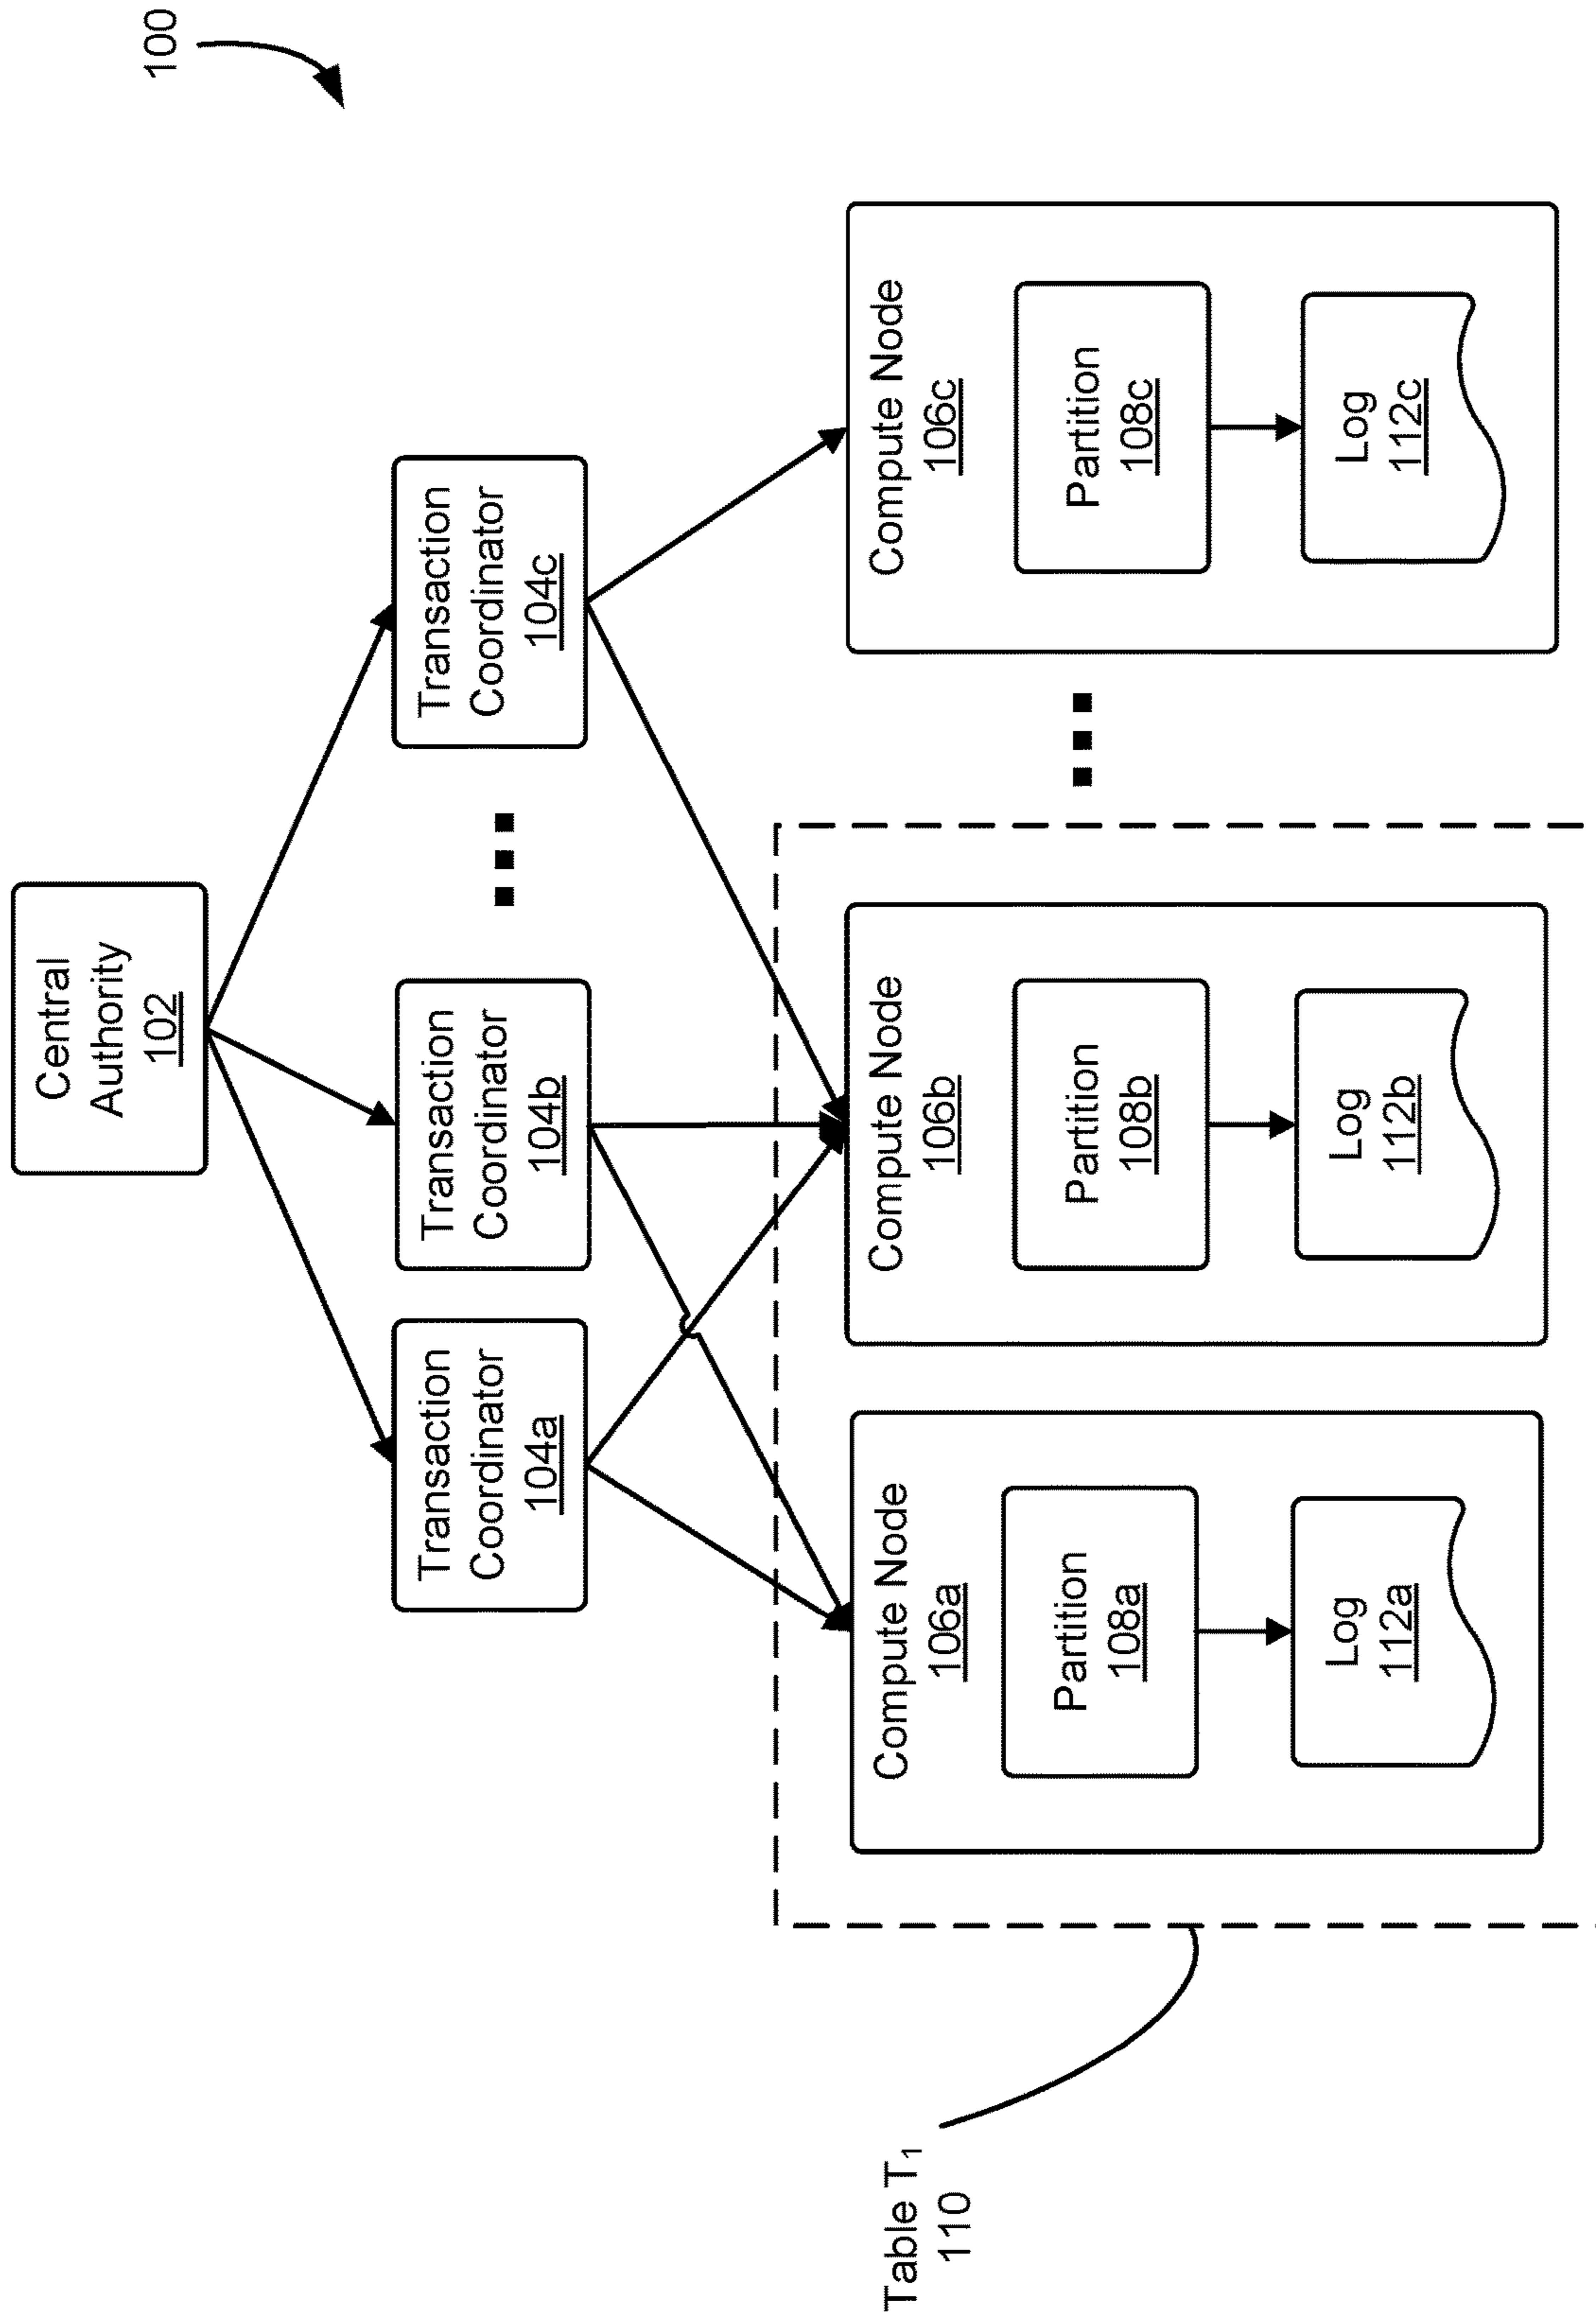 100
Central
Authority
102
Transaction
Coordinator
104a
Transaction
Coordinator
104b
Transaction
Coordinator
104c
Table T₁
110
Compute Node
106a
Partition
108a
Log
112a
Compute Node
106b
Partition
108b
Log
112b
Compute Node
106c
Partition
108c
Log
112c